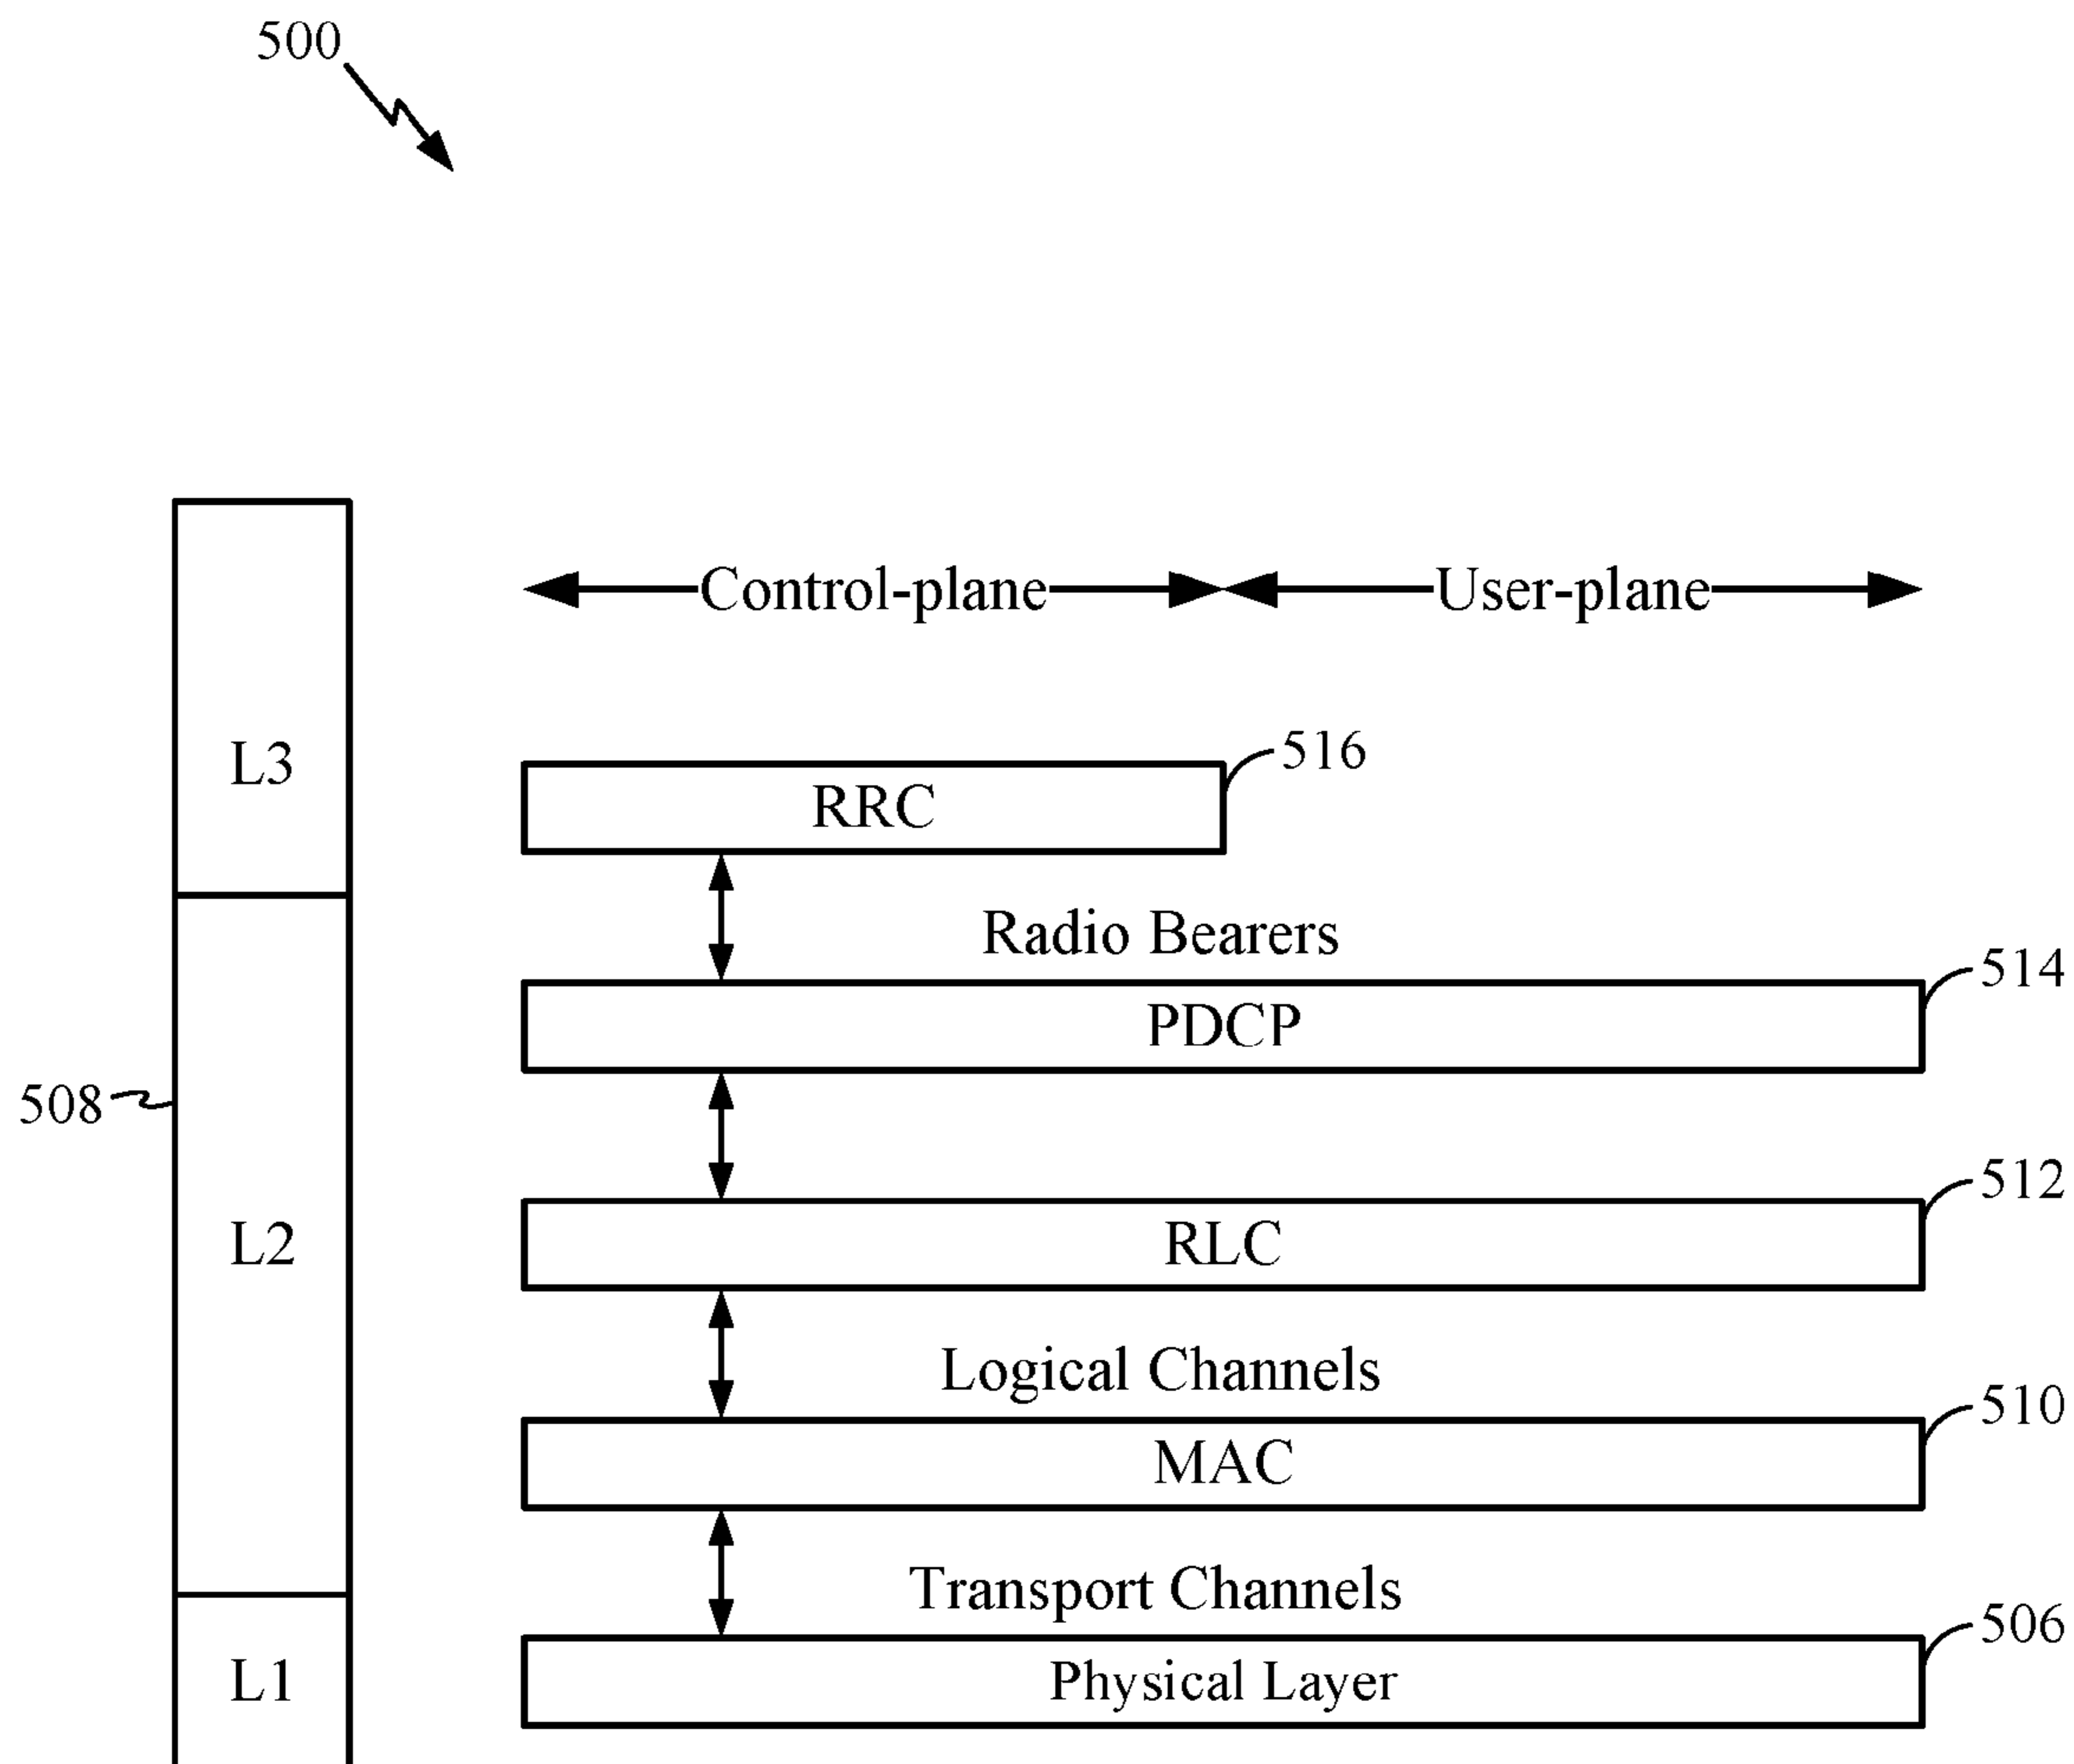 500
Control-plane User-plane
L3
516
RRC
Radio Bearers
514
PDCP
508
512
L2
RLC
Logical Channels
510
MAC
Transport Channels
506
L1
Physical Layer